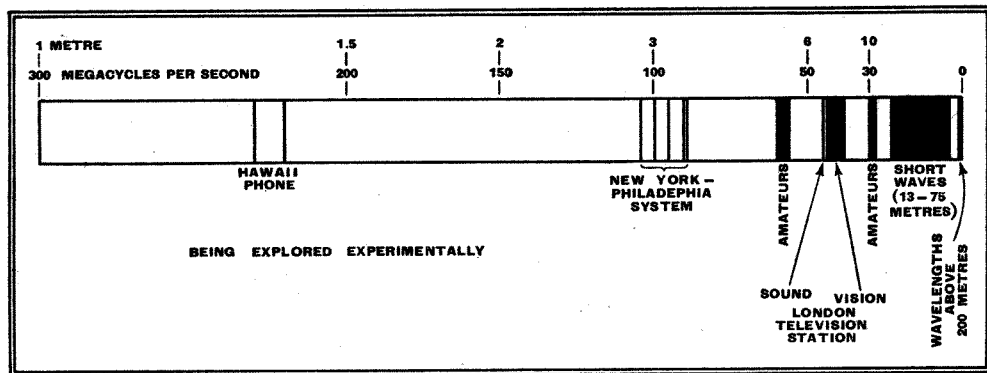 1 METRE 1.5 2 3 6 10
300 MEGACYCLES PER SECOND 200 150 100 50 30 0
HAWAII
PHONE
NEW YORK—
PHILADEPHIA
SYSTEM
AMATEURS
AMATEURS
SHORT
WAVES
(13—75
METRES)
BEING EXPLORED EXPERIMENTALLY
SOUND VISION
LONDON
TELEVISION
STATION
WAVELENGTHS
ABOVE
200 METRES